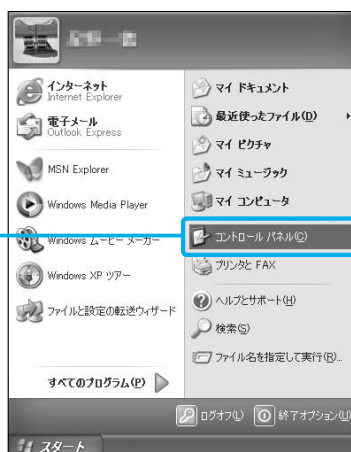 インターネット
Internet Explorer
電子メール
Outlook Express
MSN Explorer
Windows Media Player
Windows ムービー メーカー
Windows XP ツアー
ファイルと設定の転送ウィザード
すべてのプログラム(P)
マイ ドキュメント
最近使ったファイル(D)
マイ ピクチャ
マイ ミュージック
マイ コンピュータ
コントロール パネル(C)
プリンタと FAX
ヘルプとサポート(H)
検索(S)
ファイル名を指定して実行(R)...
ログオフ(L)
終了オプション(U)
スタート